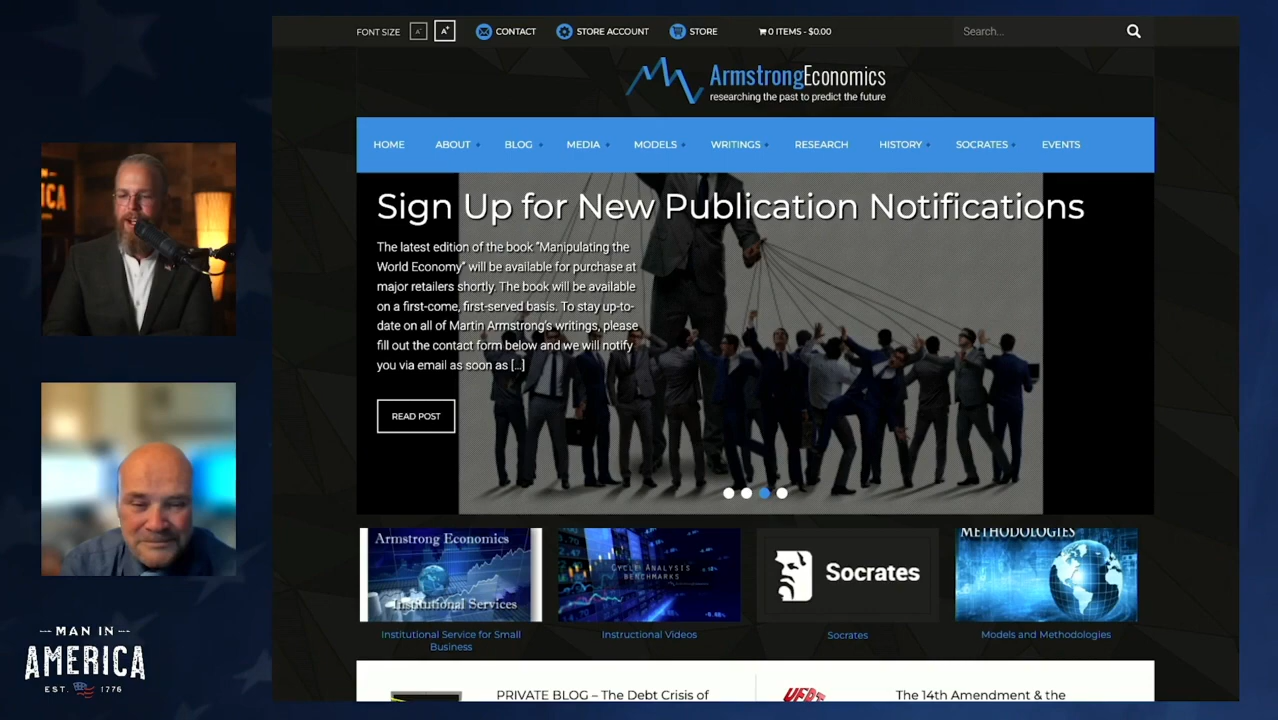 FONT SIZE A- A+ CONTACT STORE ACCOUNT STORE 0 ITEMS - $0.00 Search...
ArmstrongEconomics
researching the past to predict the future
HOME ABOUT BLOG MEDIA MODELS WRITINGS RESEARCH HISTORY SOCRATES EVENTS
Sign Up for New Publication Notifications
The latest edition of the book “Manipulating the
World Economy” will be available for purchase at
major retailers shortly. The book will be available
on a first-come, first-served basis. To stay up-to-
date on all of Martin Armstrong's writings, please
fill out the contact form below and we will notify
you via email as soon as [...]
READ POST
Armstrong Economics
Institutional Services
CYCLE ANALYSIS
BENCHMARKS
Socrates
METHODOLOGIES
Institutional Service for Small
Business
Instructional Videos
Socrates
Models and Methodologies
PRIVATE BLOG – The Debt Crisis of
The 14th Amendment & the
MAN IN
AMERICA
EST. 1776